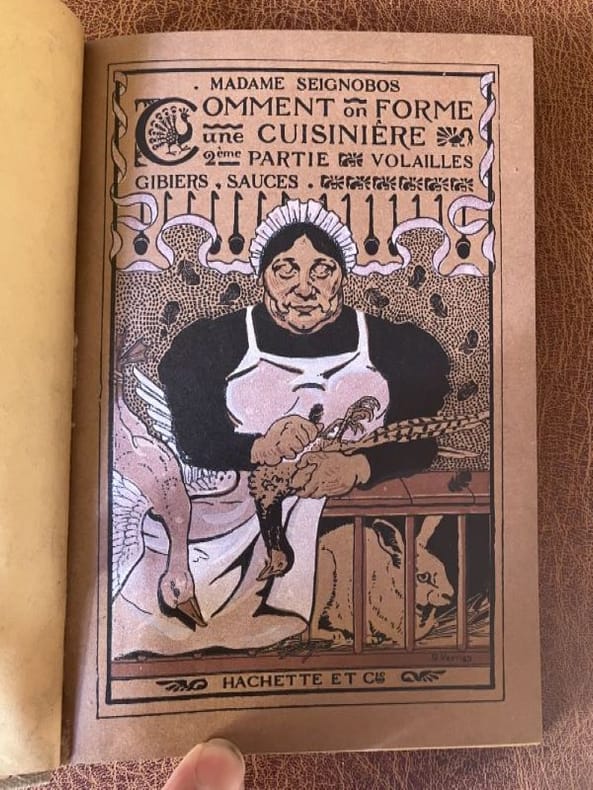 . MADAME SEIGNOBOS
COMMENT on FORME
une CUISINIÈRE
2ème PARTIE VOLAILLES
GIBIERS, SAUCES.
HACHETTE ET Cie